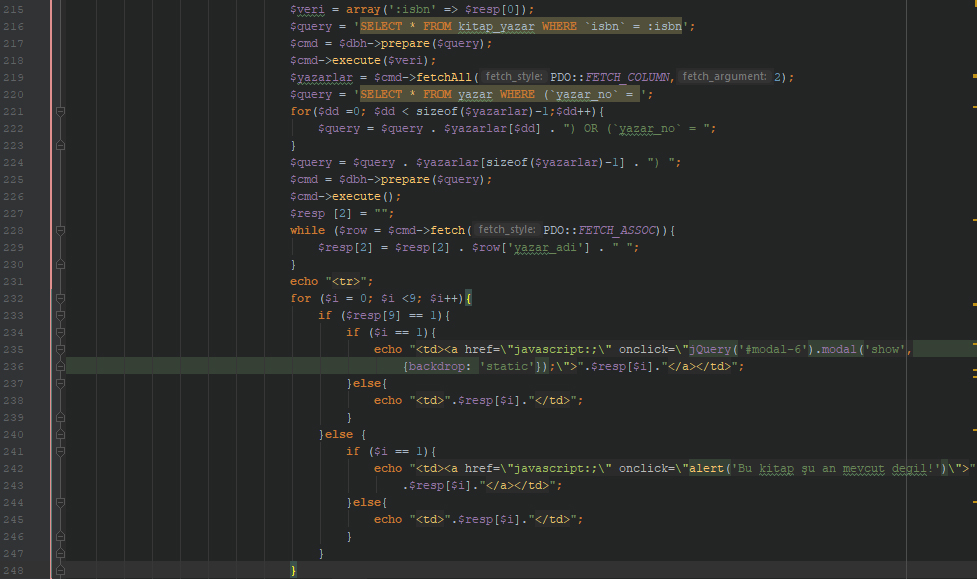 215 $veri = array(':isbn' => $resp[0]);
216 $query = 'SELECT * FROM kitap_yazar WHERE `isbn` = :isbn';
217 $cmd = $dbh->prepare($query);
218 $cmd->execute($veri);
219 $yazarlar = $cmd->fetchAll( fetch_style: PDO::FETCH_COLUMN, fetch_argument: 2);
220 $query = 'SELECT * FROM yazar WHERE (`yazar_no` = ';
221 for($dd =0; $dd < sizeof($yazarlar)-1;$dd++){
222 $query = $query . $yazarlar[$dd] . ") OR (`yazar_no` = ";
223 }
224 $query = $query . $yazarlar[sizeof($yazarlar)-1] . ") ";
225 $cmd = $dbh->prepare($query);
226 $cmd->execute();
227 $resp [2] = "";
228 while ($row = $cmd->fetch( fetch_style: PDO::FETCH_ASSOC)){
229 $resp[2] = $resp[2] . $row['yazar_adi'] . " ";
230 }
231 echo "<tr>";
232 for ($i = 0; $i <9; $i++){
233 if ($resp[9] == 1){
234 if ($i == 1){
235 echo "<td><a href=\"javascript:;\" onclick=\"jQuery('#modal-6').modal('show',
236 {backdrop: 'static'});\">".$resp[$i]."</a></td>";
237 }else{
238 echo "<td>".$resp[$i]."</td>";
239 }
240 }else {
241 if ($i == 1){
242 echo "<td><a href=\"javascript:;\" onclick=\"alert('Bu kitap şu an mevcut degil!')\">"
243 .$resp[$i]."</a></td>";
244 }else{
245 echo "<td>".$resp[$i]."</td>";
246 }
247 }
248 }